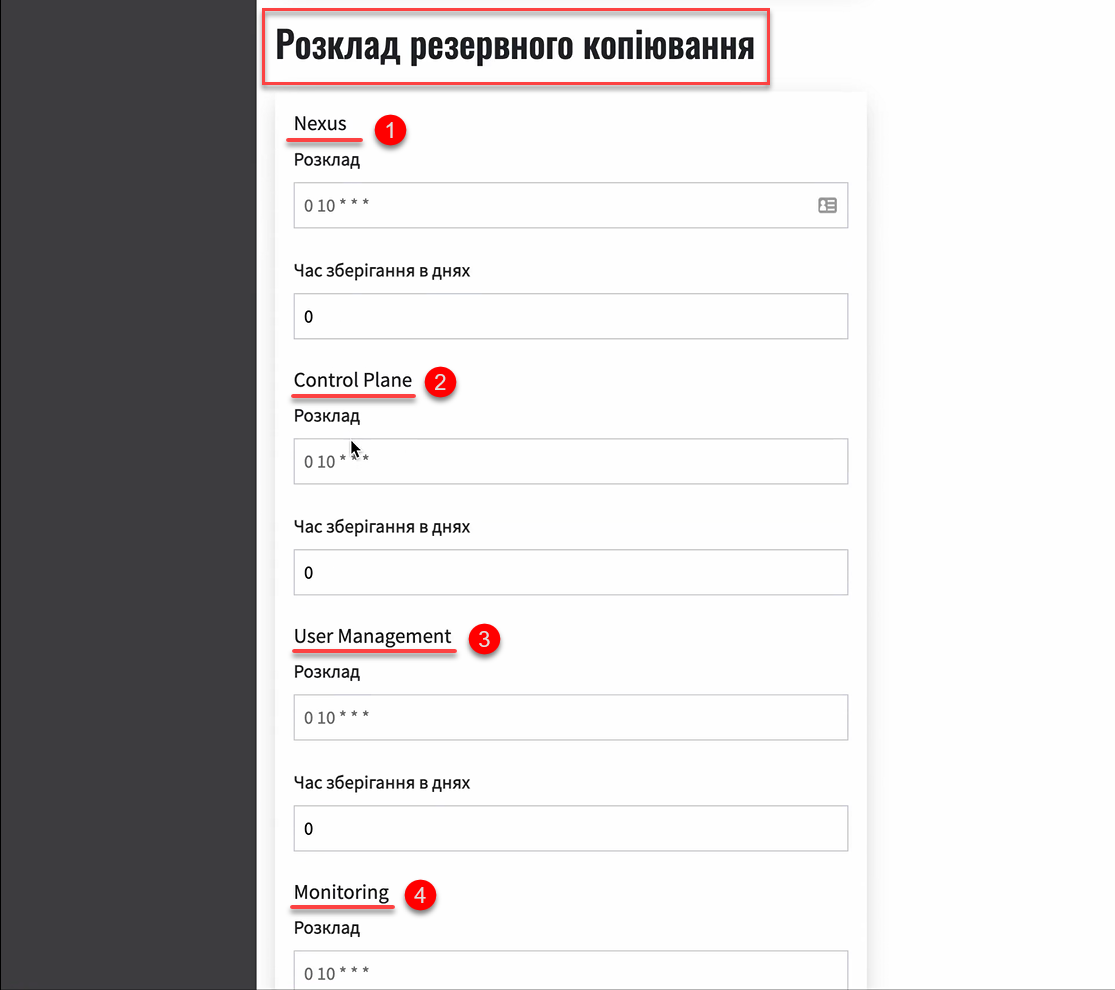 Розклад резервного копіювання
Nexus 1
Розклад
0 10 * * *
Час зберігання в днях
0
Control Plane 2
Розклад
0 10 * * *
Час зберігання в днях
0
User Management 3
Розклад
0 10 * * *
Час зберігання в днях
0
Monitoring 4
Розклад
0 10 * * *